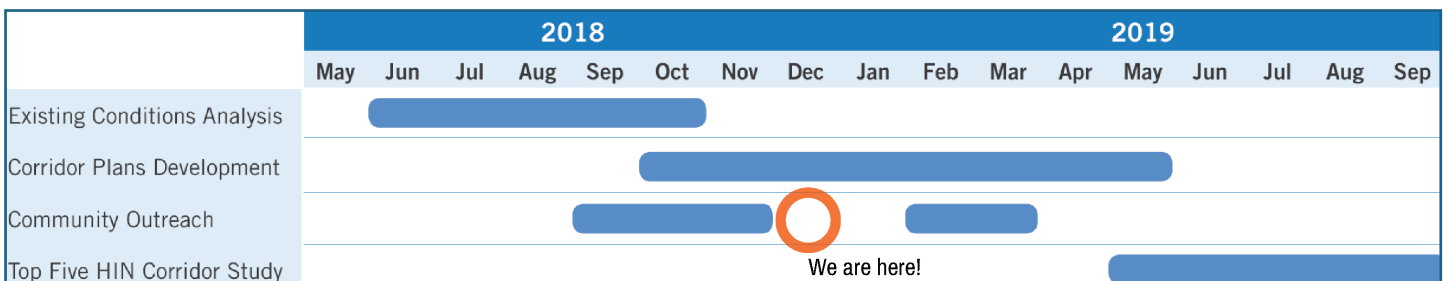 2018 2019
May Jun Jul Aug Sep Oct Nov Dec Jan Feb Mar Apr May Jun Jul Aug Sep
Existing Conditions Analysis
Corridor Plans Development
Community Outreach
We are here!
Top Five HIN Corridor Study